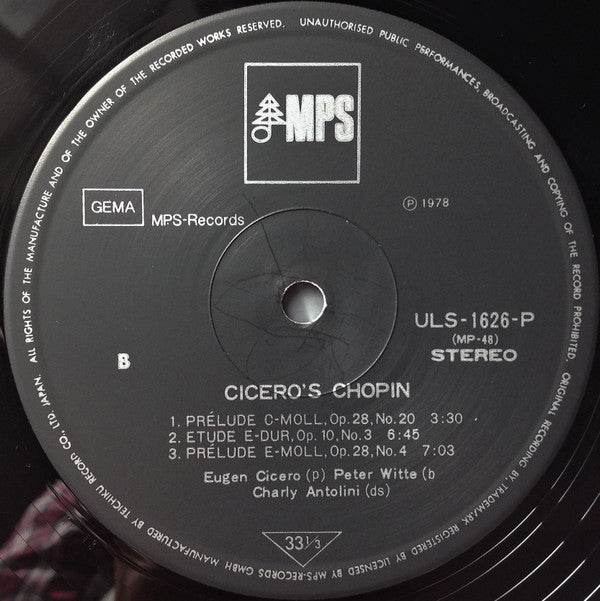 ALL RIGHTS OF THE MANUFACTURE AND OF THE OWNER OF THE RECORDED WORKS RESERVED. UNAUTHORISED PUBLIC PERFORMANCES, BROADCASTING AND COPYING OF THE RECORD PROHIBITED. ORIGINAL RECORDING BY TRADEMARK REGISTERED BY LICENSED BY MPS-RECORDS GMBH MANUFACTURED BY TEICHIKU RECORD CO., LTD. JAPAN.
MPS
GEMA MPS-Records
Ⓟ 1978
ULS-1626-P
(MP-48)
B STEREO
CICERO'S CHOPIN
1. PRÉLUDE C-MOLL, Op.28, No.20 3:30
2. ETUDE E-DUR, Op.10, No.3 6:45
3. PRÉLUDE E-MOLL, Op.28, No.4 7:03
Eugen Cicero (p) Peter Witte (b
Charly Antolini (ds)
33⅓